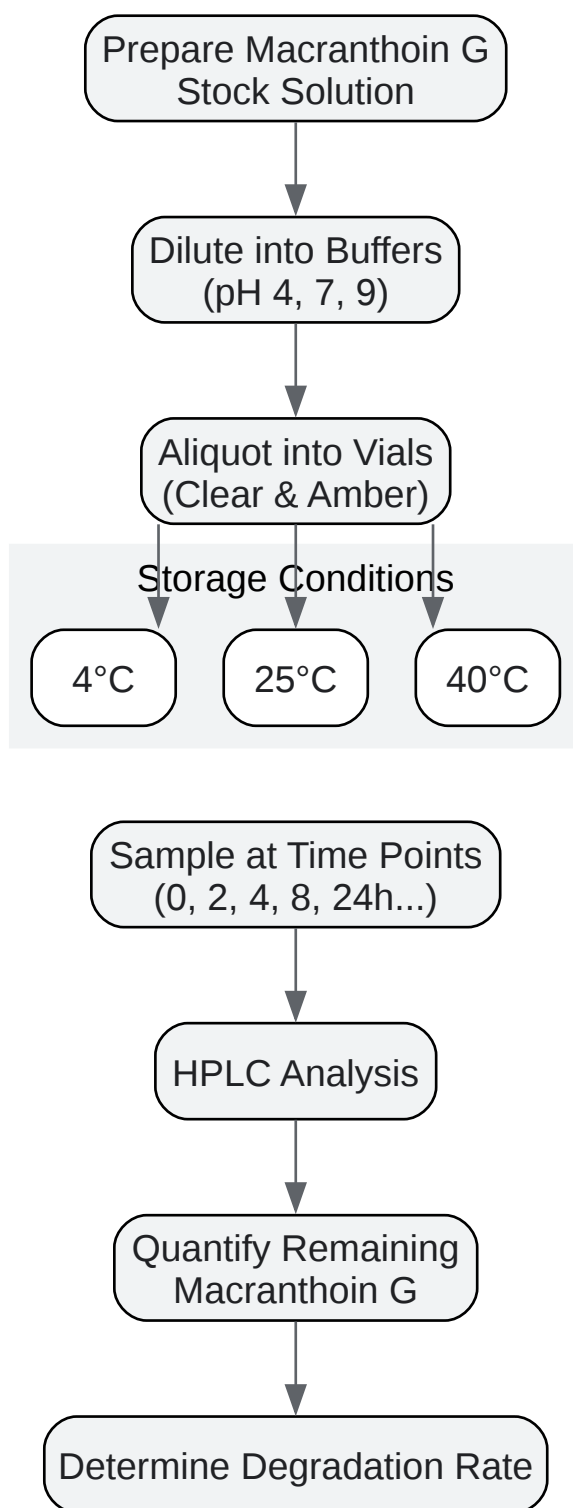 Prepare Macranthoin G
Stock Solution
Dilute into Buffers
(pH 4, 7, 9)
Aliquot into Vials
(Clear & Amber)
Storage Conditions
4°C
25°C
40°C
Sample at Time Points
(0, 2, 4, 8, 24h...)
HPLC Analysis
Quantify Remaining
Macranthoin G
Determine Degradation Rate